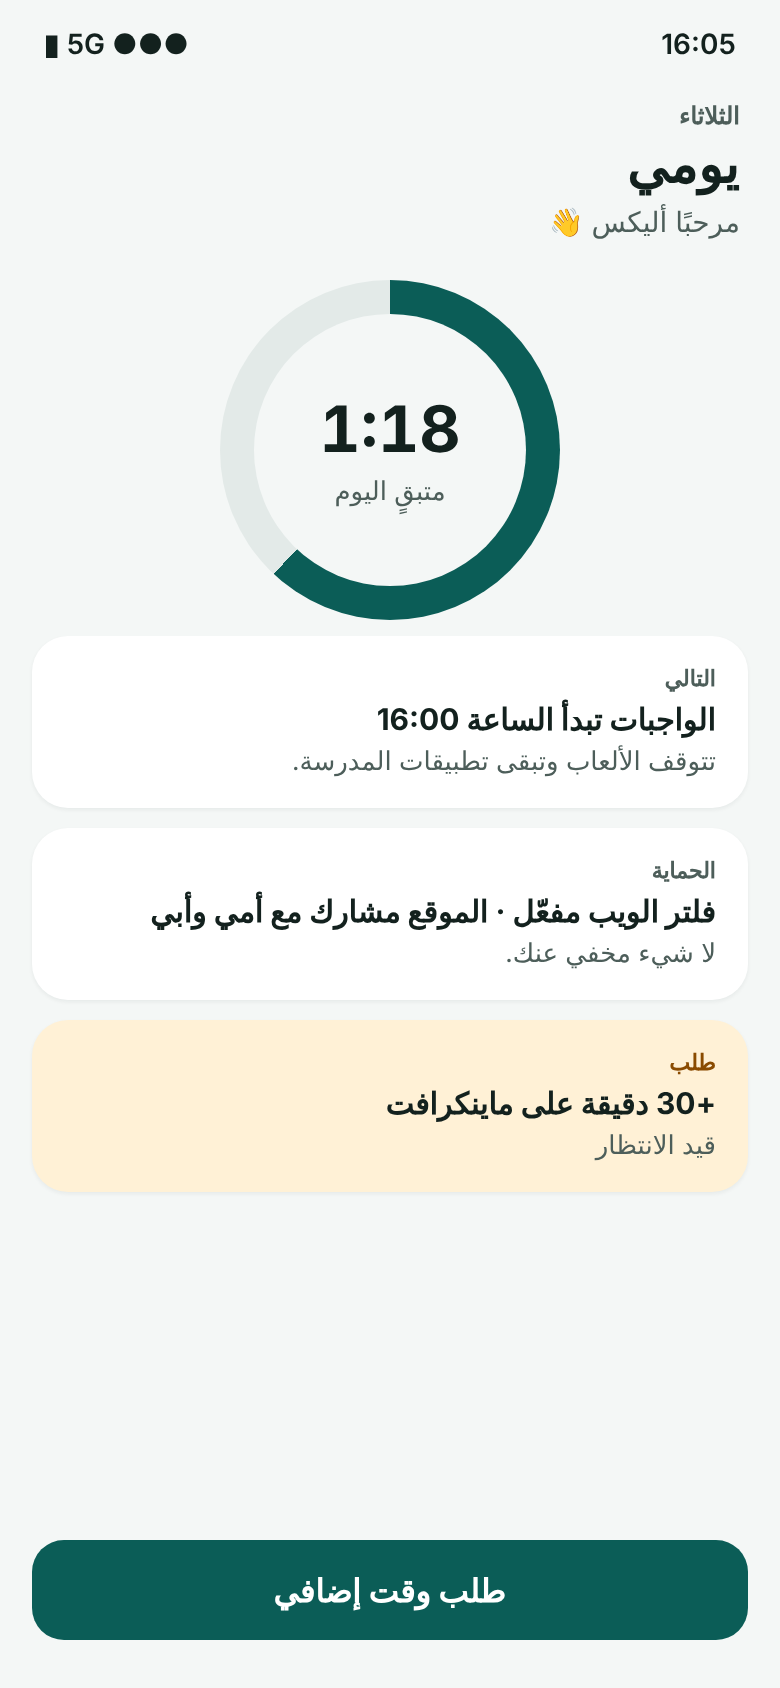 16:05
5G
الثلاثاء
يومي
مرحبًا أليكس 👋
1:18
متبقٍ اليوم
التالي
الواجبات تبدأ الساعة 16:00
تتوقف الألعاب وتبقى تطبيقات المدرسة.
الحماية
فلتر الويب مفعّل · الموقع مشارك مع أمي وأبي
لا شيء مخفي عنك.
طلب
+30 دقيقة على ماينكرافت
قيد الانتظار
طلب وقت إضافي